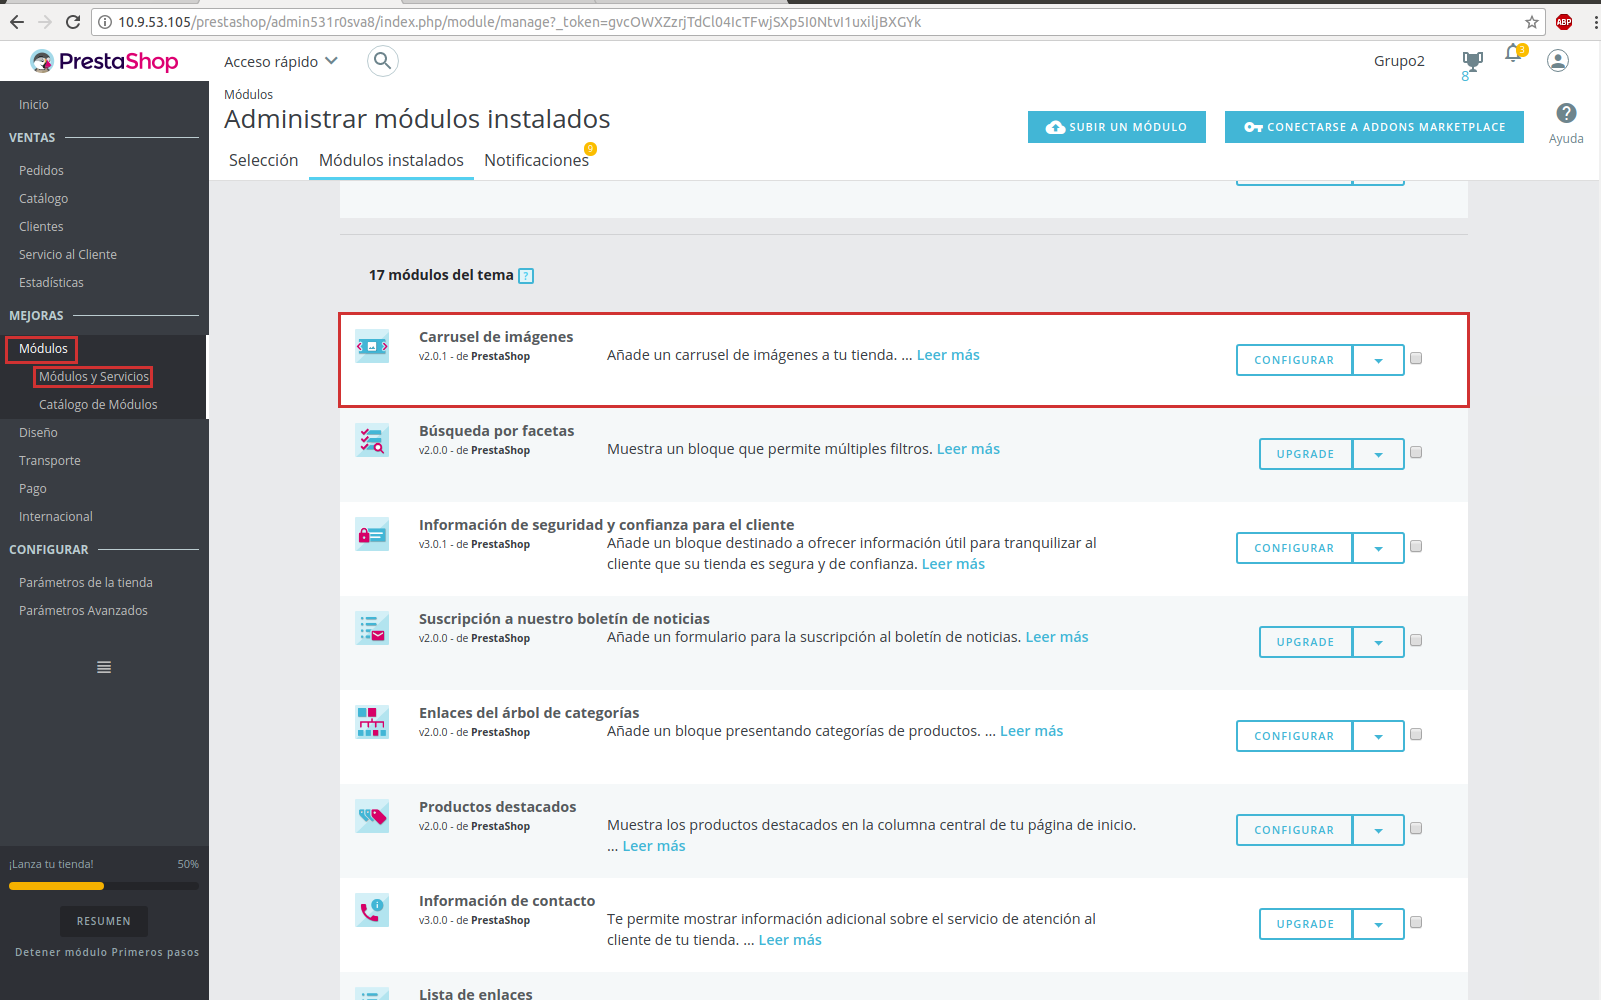 10.9.53.105/prestashop/admin531r0sva8/index.php/module/manage?_token=gvcOWXZzrjTdCl04IcTFwjSXp5I0NtvI1uxiljBXGYk
ABP
PrestaShop
Acceso rápido
Grupo2
8
3
Inicio
VENTAS
Pedidos
Catálogo
Clientes
Servicio al Cliente
Estadísticas
MEJORAS
Módulos
Módulos y Servicios
Catálogo de Módulos
Diseño
Transporte
Pago
Internacional
CONFIGURAR
Parámetros de la tienda
Parámetros Avanzados
¡Lanza tu tienda! 50%
RESUMEN
Detener módulo Primeros pasos
Módulos
Administrar módulos instalados
SUBIR UN MÓDULO
CONECTARSE A ADDONS MARKETPLACE
?
Ayuda
Selección Módulos instalados Notificaciones 9
17 módulos del tema ?
Carrusel de imágenes
v2.0.1 - de PrestaShop
Añade un carrusel de imágenes a tu tienda. ... Leer más
CONFIGURAR
Búsqueda por facetas
v2.0.0 - de PrestaShop
Muestra un bloque que permite múltiples filtros. Leer más
UPGRADE
Información de seguridad y confianza para el cliente
v3.0.1 - de PrestaShop
Añade un bloque destinado a ofrecer información útil para tranquilizar al
cliente que su tienda es segura y de confianza. Leer más
CONFIGURAR
Suscripción a nuestro boletín de noticias
v2.0.0 - de PrestaShop
Añade un formulario para la suscripción al boletín de noticias. Leer más
UPGRADE
Enlaces del árbol de categorías
v2.0.0 - de PrestaShop
Añade un bloque presentando categorías de productos. ... Leer más
CONFIGURAR
Productos destacados
v2.0.0 - de PrestaShop
Muestra los productos destacados en la columna central de tu página de inicio.
... Leer más
CONFIGURAR
Información de contacto
v3.0.0 - de PrestaShop
Te permite mostrar información adicional sobre el servicio de atención al
cliente de tu tienda. ... Leer más
UPGRADE
Lista de enlaces